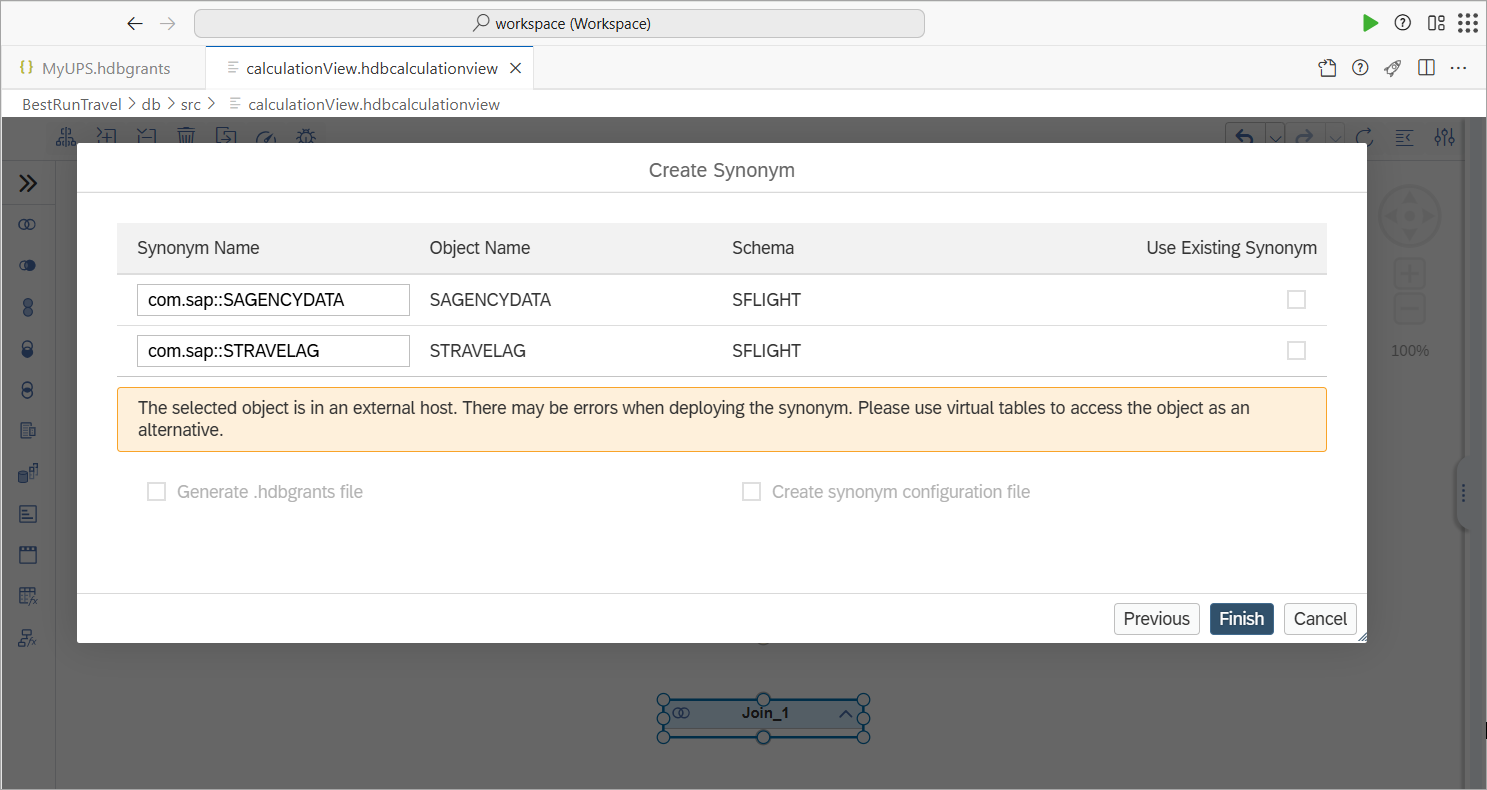 workspace (Workspace)
MyUPS.hdbgrants
calculationView.hdbcalculationview
BestRunTravel > db > src > calculationView.hdbcalculationview
Create Synonym
Synonym Name Object Name Schema Use Existing Synonym
com.sap::SAGENCYDATA SAGENCYDATA SFLIGHT
com.sap::STRAVELAG STRAVELAG SFLIGHT
100%
The selected object is in an external host. There may be errors when deploying the synonym. Please use virtual tables to access the object as an
alternative.
Generate .hdbgrants file Create synonym configuration file
Previous Finish Cancel
Join_1